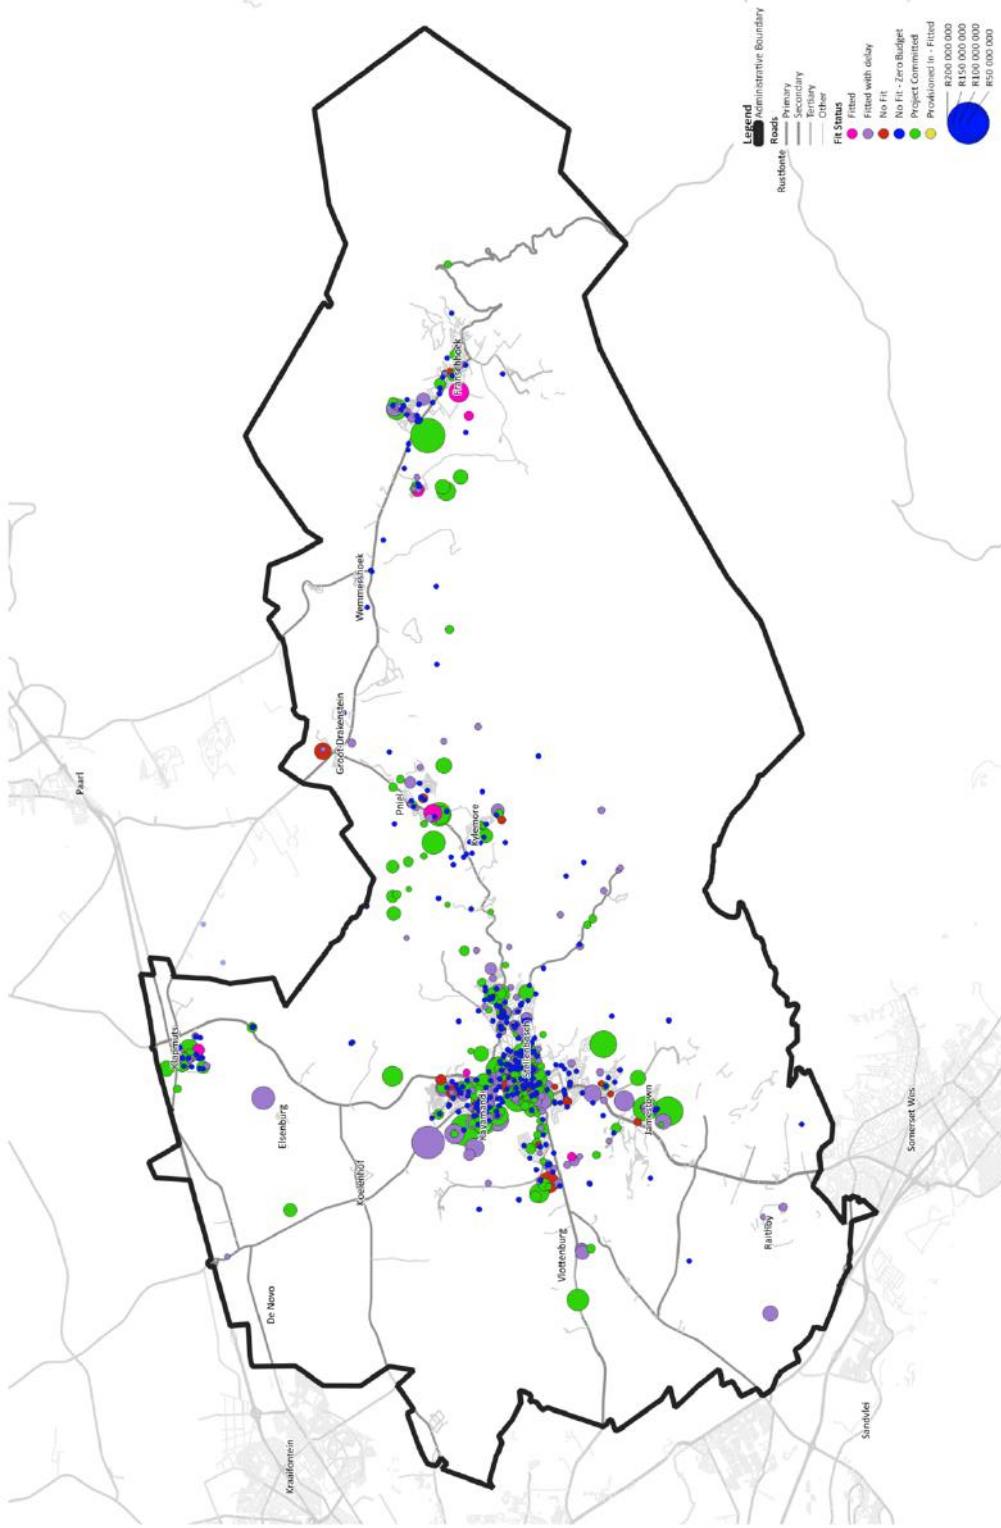 Legend
Administrative Boundary
Roads
Primary
Secondary
Tertiary
Other
Fit Status
Fitted
Fitted with delay
No Fit
No Fit - Zero Budget
Project Committed
Provisioned In - Fitted
R200 000 000
R150 000 000
R100 000 000
R50 000 000
Paarl
Klapmuts
Groot-Drakenstein
Wemmershoek
Franschhoek
Pniel
Kylemore
Elsenburg
Koelenhof
De Novo
Kraaifontein
Kayamandi
Stellenbosch
Vlottenburg
Jamestown
Raithby
Somerset Wes
Sandvlei